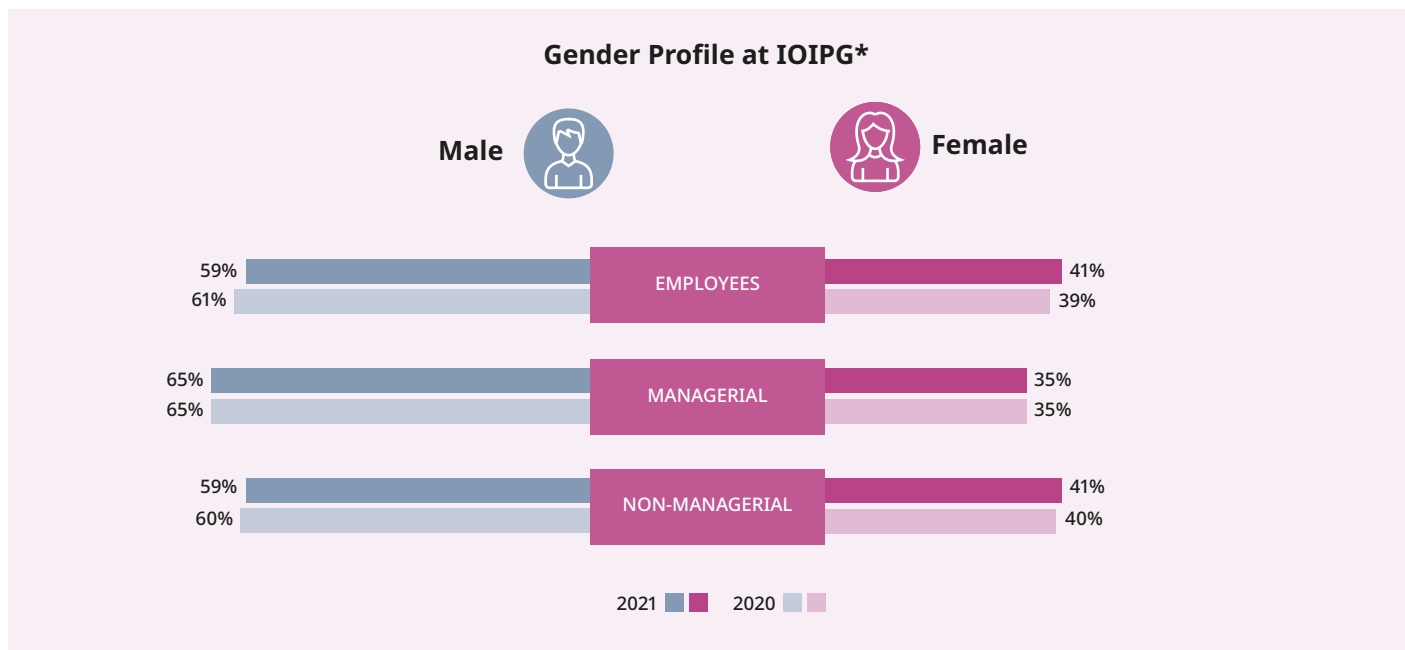 Gender Profile at IOIPG*
Male
Female
59%
61%
EMPLOYEES
41%
39%
65%
65%
MANAGERIAL
35%
35%
59%
60%
NON-MANAGERIAL
41%
40%
2021 2020